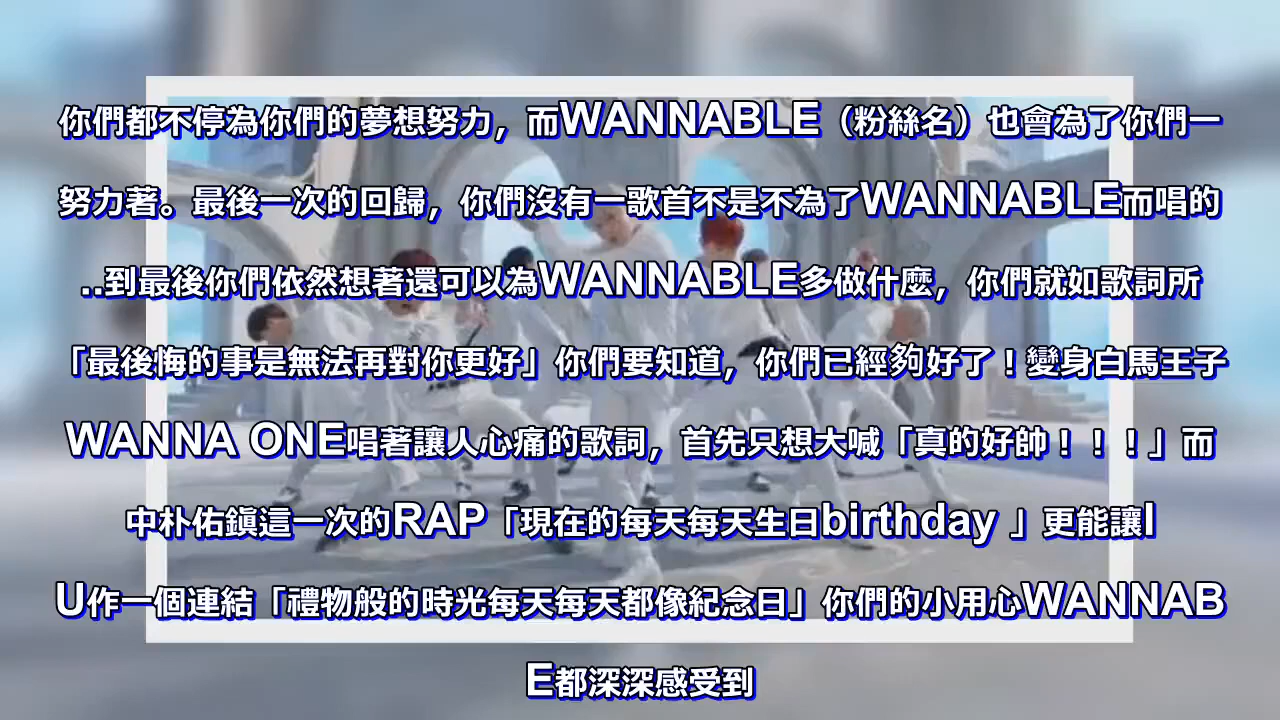 你們都不停為你們的夢想努力，而WANNABLE（粉絲名）也會為了你們一
努力著。最後一次的回歸，你們沒有一歌首不是不為了WANNABLE而唱的
..到最後你們依然想著還可以為WANNABLE多做什麼，你們就如歌詞所
「最後悔的事是無法再對你更好」你們要知道，你們已經夠好了！變身白馬王子
WANNA ONE唱著讓人心痛的歌詞，首先只想大喊「真的好帥！！！」而
中朴佑鎭這一次的RAP「現在的每天每天生日birthday 」更能讓I
U作一個連結「禮物般的時光每天每天都像紀念日」你們的小用心WANNAB
E都深深感受到